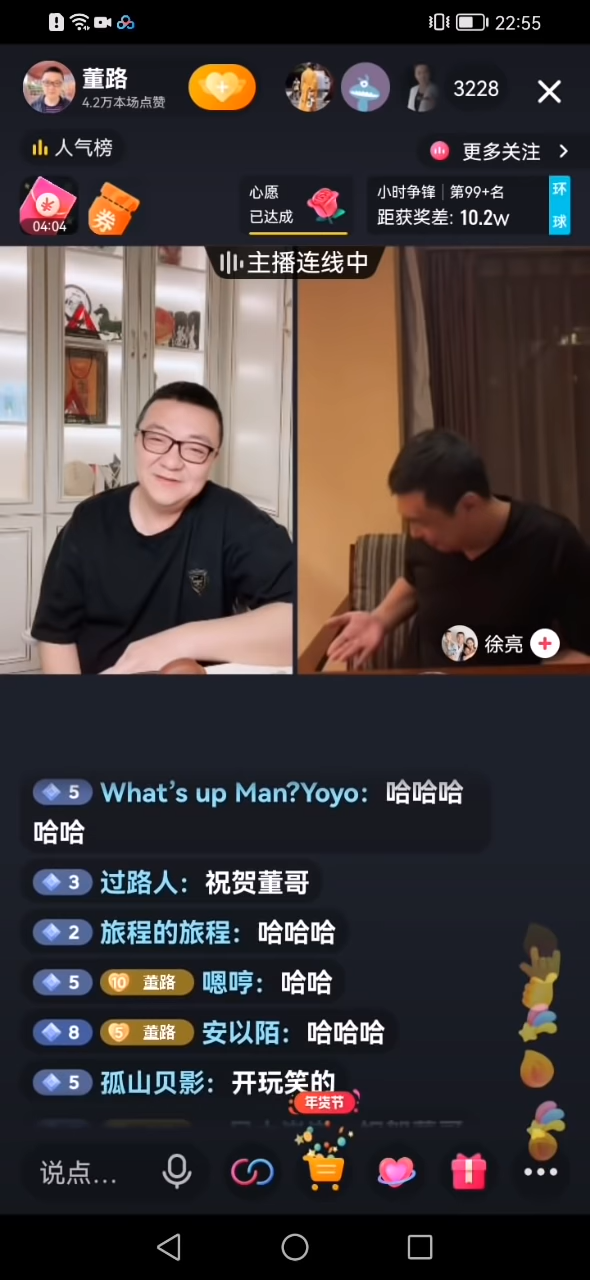 22:55
董路
4.2万本场点赞
3228
人气榜
更多关注
04:04
券
心愿
已达成
小时争锋｜第99+名
距获奖差: 10.2w
环球
主播连线中
徐亮
5 What's up Man?Yoyo： 哈哈哈
哈哈
3 过路人： 祝贺董哥
2 旅程的旅程： 哈哈哈
5 10 董路 嗯哼： 哈哈
8 5 董路 安以陌： 哈哈哈
5 孤山贝影： 开玩笑的
年货节
说点...